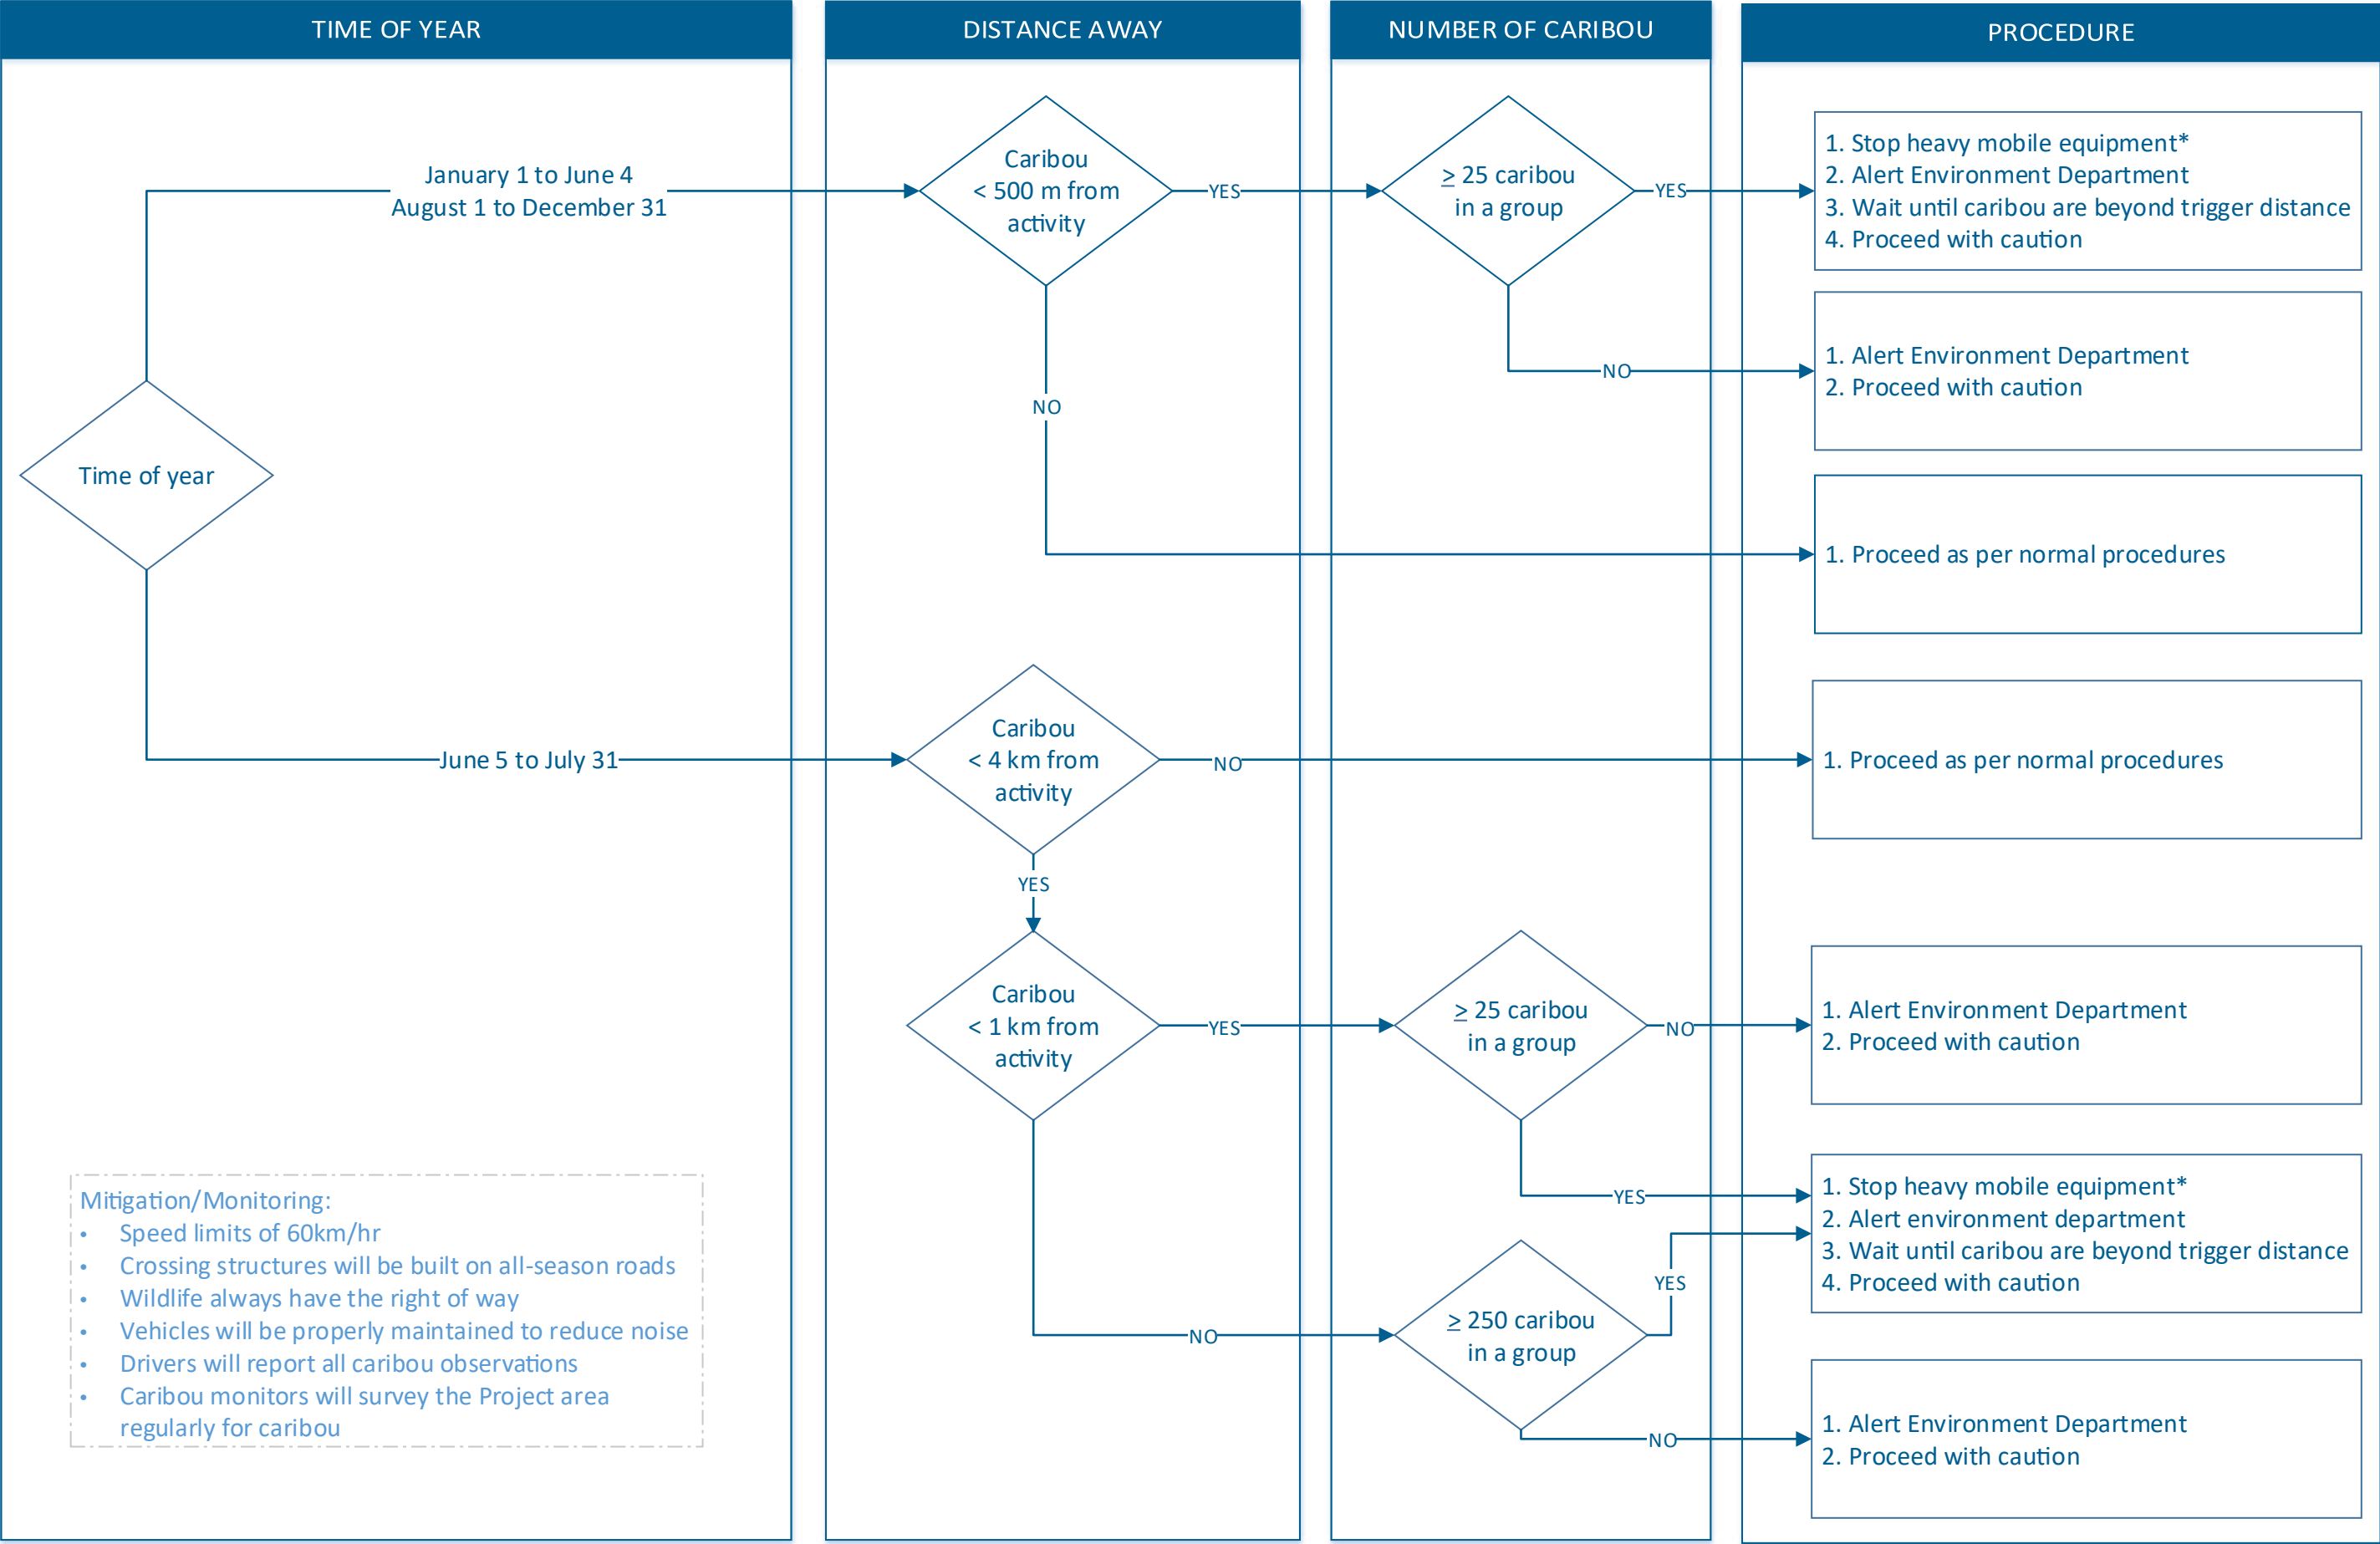 TIME OF YEAR
DISTANCE AWAY
NUMBER OF CARIBOU
PROCEDURE
January 1 to June 4
August 1 to December 31
Caribou
< 500 m from
activity
YES
≥ 25 caribou
in a group
YES
1. Stop heavy mobile equipment*
2. Alert Environment Department
3. Wait until caribou are beyond trigger distance
4. Proceed with caution
NO
1. Alert Environment Department
2. Proceed with caution
NO
1. Proceed as per normal procedures
Time of year
June 5 to July 31
Caribou
< 4 km from
activity
NO
1. Proceed as per normal procedures
YES
Caribou
< 1 km from
activity
YES
≥ 25 caribou
in a group
NO
1. Alert Environment Department
2. Proceed with caution
YES
1. Stop heavy mobile equipment*
2. Alert environment department
3. Wait until caribou are beyond trigger distance
4. Proceed with caution
NO
≥ 250 caribou
in a group
YES
NO
1. Alert Environment Department
2. Proceed with caution
Mitigation/Monitoring:
• Speed limits of 60km/hr
• Crossing structures will be built on all-season roads
• Wildlife always have the right of way
• Vehicles will be properly maintained to reduce noise
• Drivers will report all caribou observations
• Caribou monitors will survey the Project area
regularly for caribou